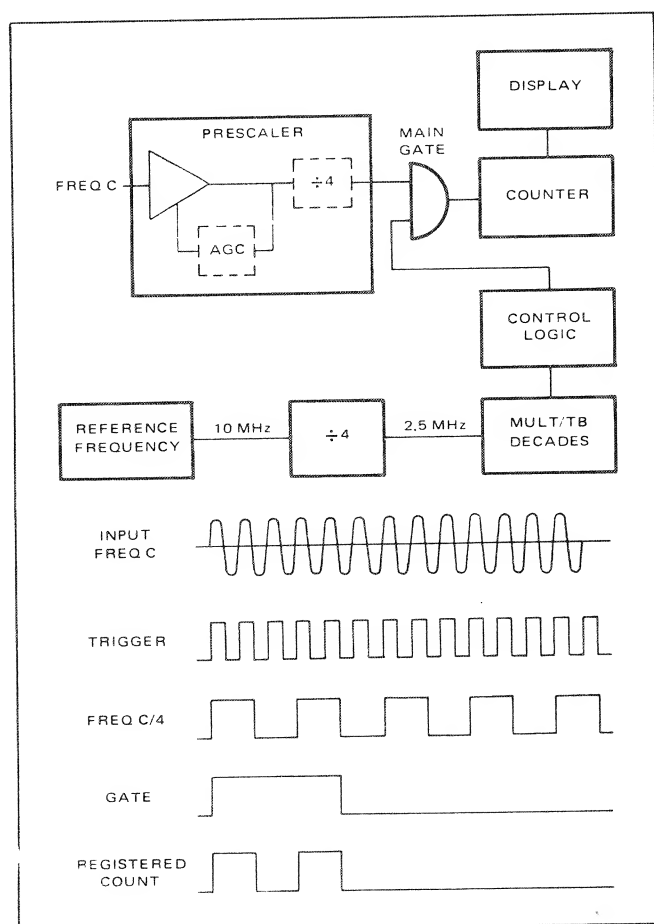 DISPLAY
PRESCALER
MAIN
GATE
FREQ C
÷4
COUNTER
AGC
CONTROL
LOGIC
REFERENCE
FREQUENCY
10 MHz
÷4
2.5 MHz
MULT/TB
DECADES
INPUT
FREQ C
TRIGGER
FREQ C/4
GATE
REGISTERED
COUNT